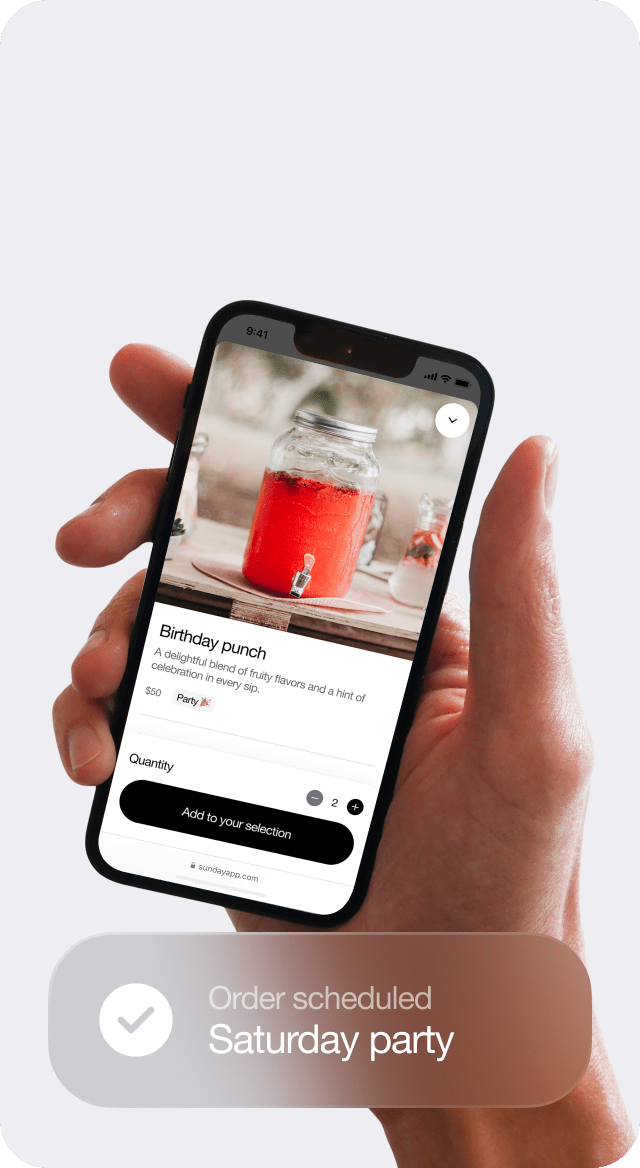 9:41
Birthday punch
A delightful blend of fruity flavors and a hint of
celebration in every sip.
$50 Party 🎉
Quantity
2
Add to your selection
sundayapp.com
Order scheduled
Saturday party